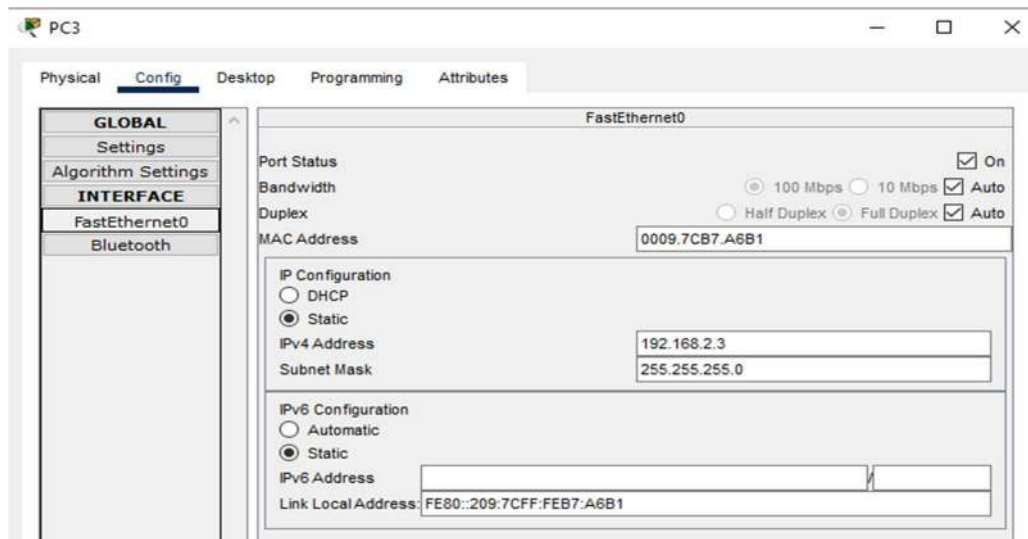 PC3
Physical Config Desktop Programming Attributes
GLOBAL
Settings
Algorithm Settings
INTERFACE
FastEthernet0
Bluetooth
FastEthernet0
Port Status On
Bandwidth 100 Mbps 10 Mbps Auto
Duplex Half Duplex Full Duplex Auto
MAC Address 0009.7CB7.A6B1
IP Configuration
DHCP
Static
IPv4 Address 192.168.2.3
Subnet Mask 255.255.255.0
IPv6 Configuration
Automatic
Static
IPv6 Address /
Link Local Address: FE80::209:7CFF:FEB7:A6B1